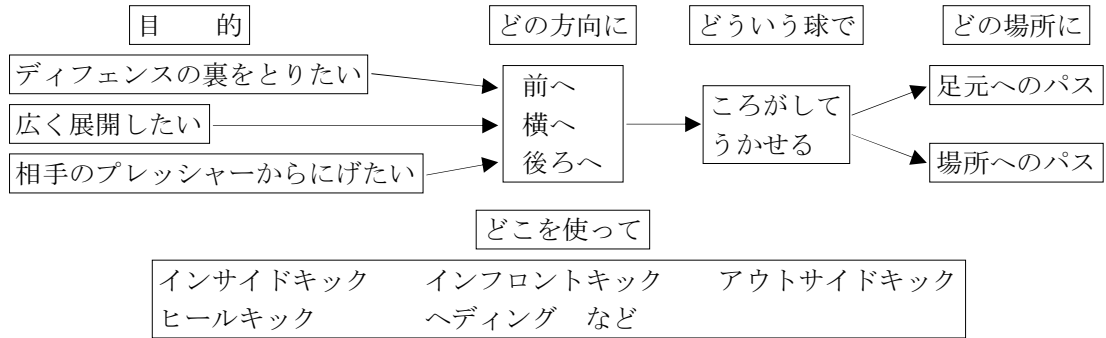 目　　的
どの方向に
どういう球で
どの場所に
ディフェンスの裏をとりたい
広く展開したい
相手のプレッシャーからにげたい
前へ
横へ
後ろへ
ころがして
うかせる
足元へのパス
場所へのパス
どこを使って
インサイドキック　　インフロントキック　　アウトサイドキック
ヒールキック　　ヘディング　など